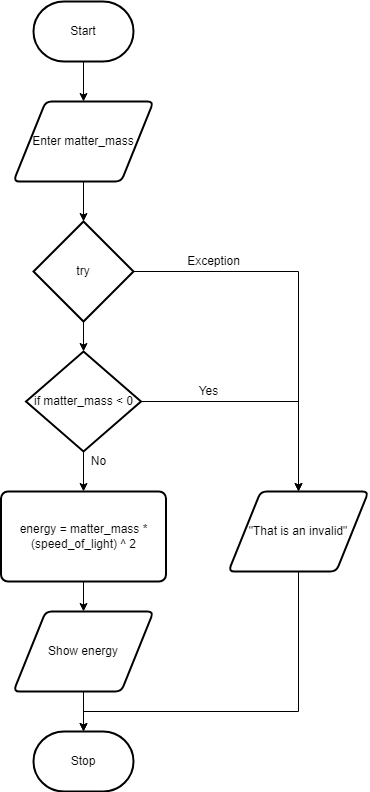 Start
Enter matter_mass
try
Exception
if matter_mass < 0
Yes
No
energy = matter_mass *
(speed_of_light) ^ 2
"That is an invalid"
Show energy
Stop